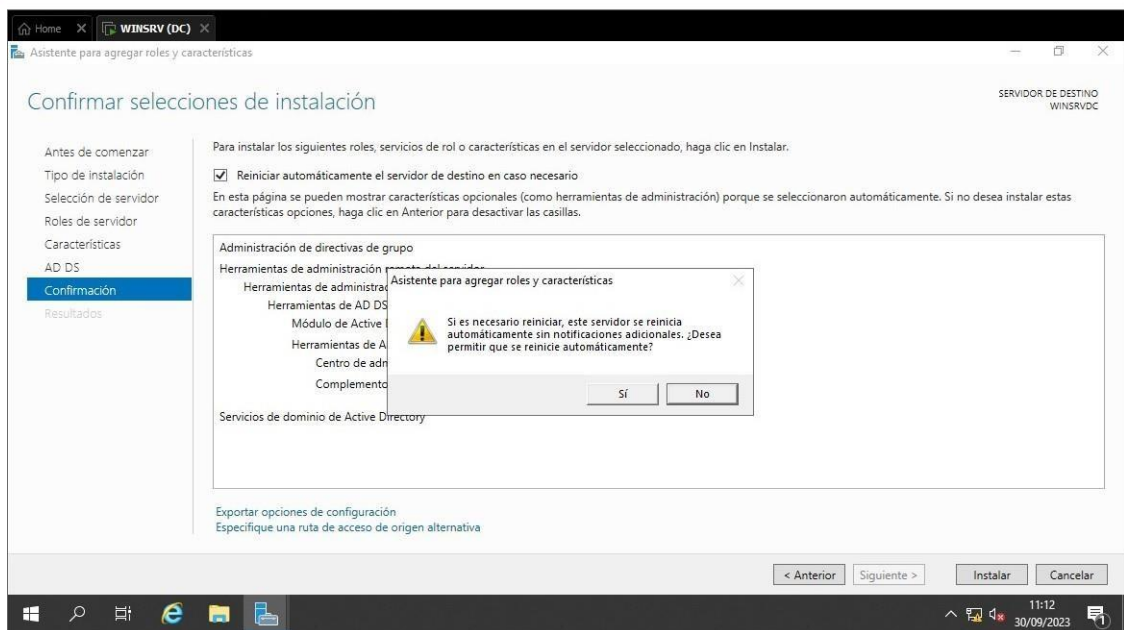 Home
WINSRV (DC)
Asistente para agregar roles y características
Confirmar selecciones de instalación
SERVIDOR DE DESTINO
WINSRVDC
Antes de comenzar
Tipo de instalación
Selección de servidor
Roles de servidor
Características
AD DS
Confirmación
Resultados
Para instalar los siguientes roles, servicios de rol o características en el servidor seleccionado, haga clic en Instalar.
Reiniciar automáticamente el servidor de destino en caso necesario
En esta página se pueden mostrar características opcionales (como herramientas de administración) porque se seleccionaron automáticamente. Si no desea instalar estas
características opciones, haga clic en Anterior para desactivar las casillas.
Administración de directivas de grupo
Herramientas de administración remota del servidor
Herramientas de administrac
Herramientas de AD DS
Módulo de Active
Herramientas de A
Centro de adm
Complemento
Servicios de dominio de Active Directory
Asistente para agregar roles y características
Si es necesario reiniciar, este servidor se reinicia
automáticamente sin notificaciones adicionales. ¿Desea
permitir que se reinicie automáticamente?
Sí
No
Exportar opciones de configuración
Especifique una ruta de acceso de origen alternativa
< Anterior
Siguiente >
Instalar
Cancelar
11:12
30/09/2023
1